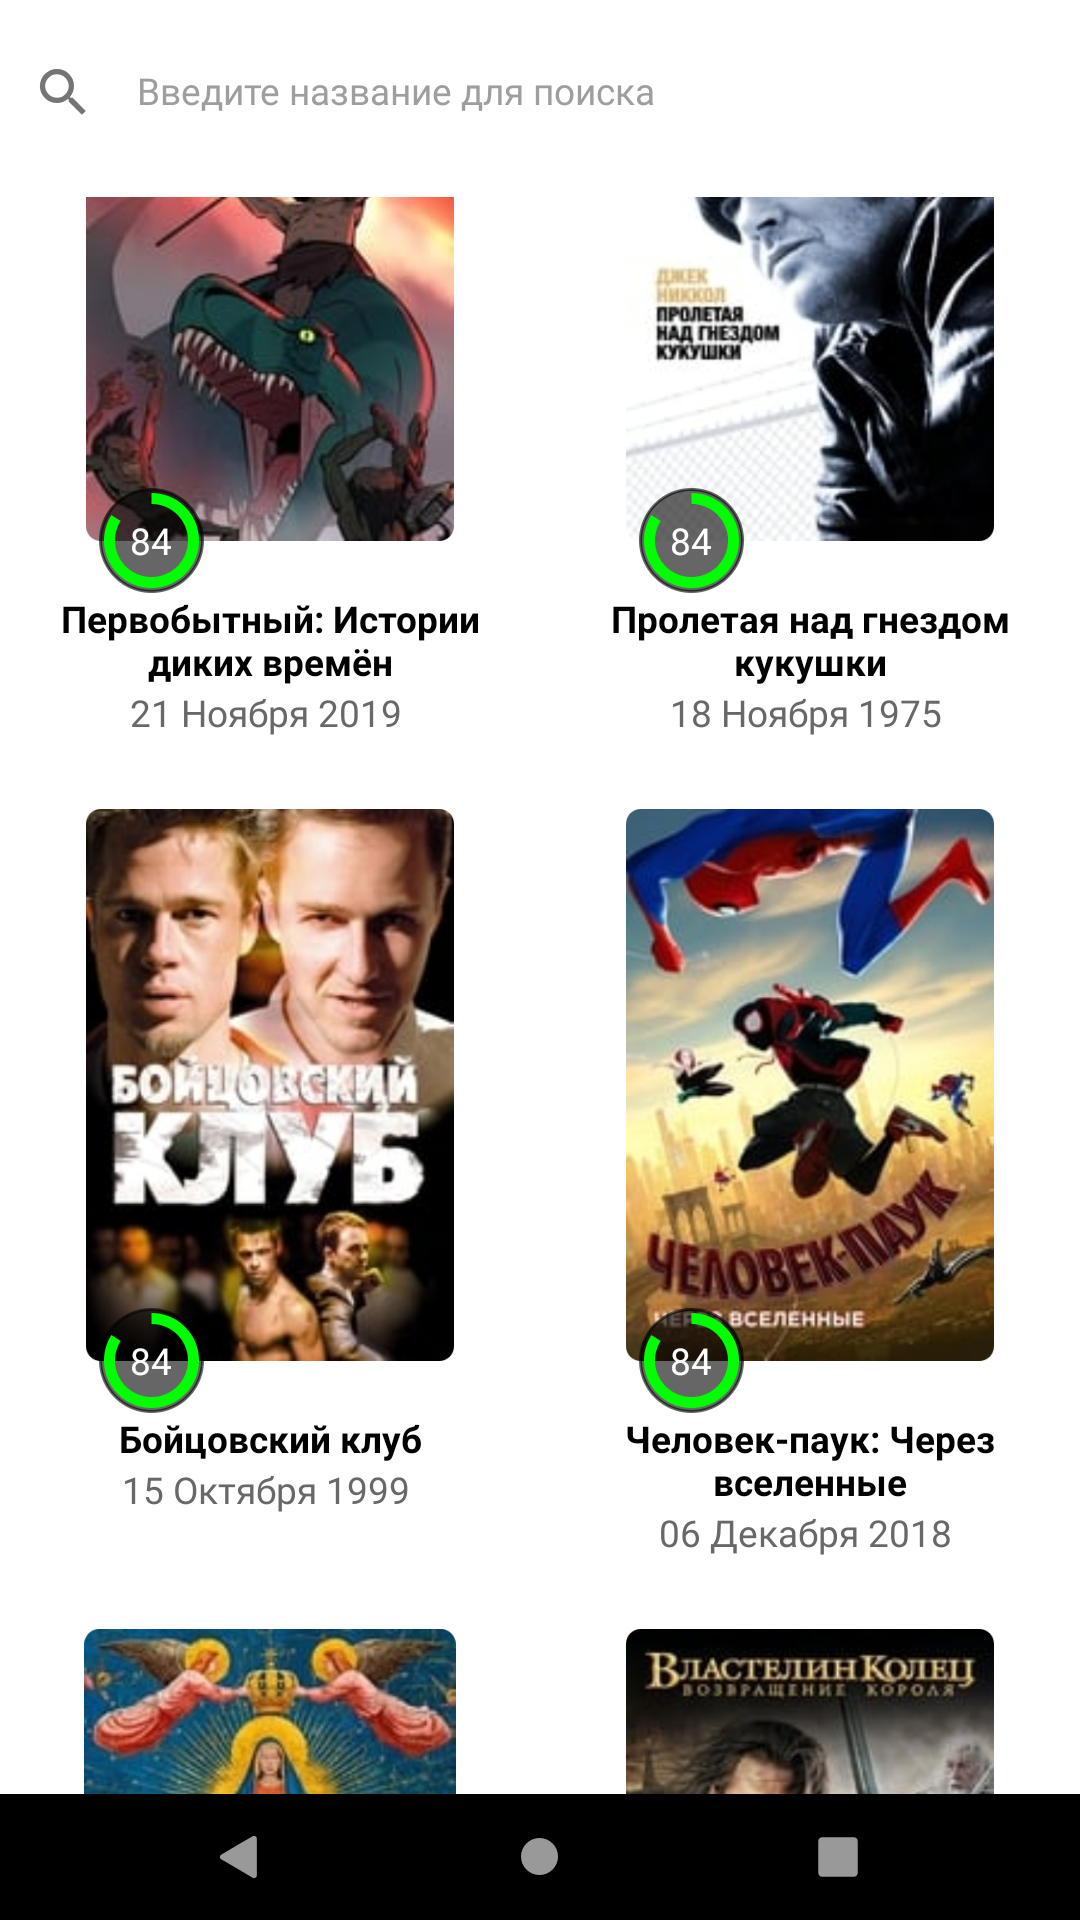 Введите название для поиска
ДЖЕК
НИККОЛ
ПРОЛЕТАЯ
НАД ГНЕЗДОМ
КУКУШКИ
84
84
Первобытный: Истории
диких времён
21 Ноября 2019
Пролетая над гнездом
кукушки
18 Ноября 1975
БОЙЦОВСКИЙ
КЛУБ
ЧЕЛОВЕК-ПАУК
ВСЕЛЕННЫЕ
84
84
Бойцовский клуб
15 Октября 1999
Человек-паук: Через
вселенные
06 Декабря 2018
ВЛАСТЕЛИН КОЛЕЦ
ВОЗВРАЩЕНИЕ КОРОЛЯ